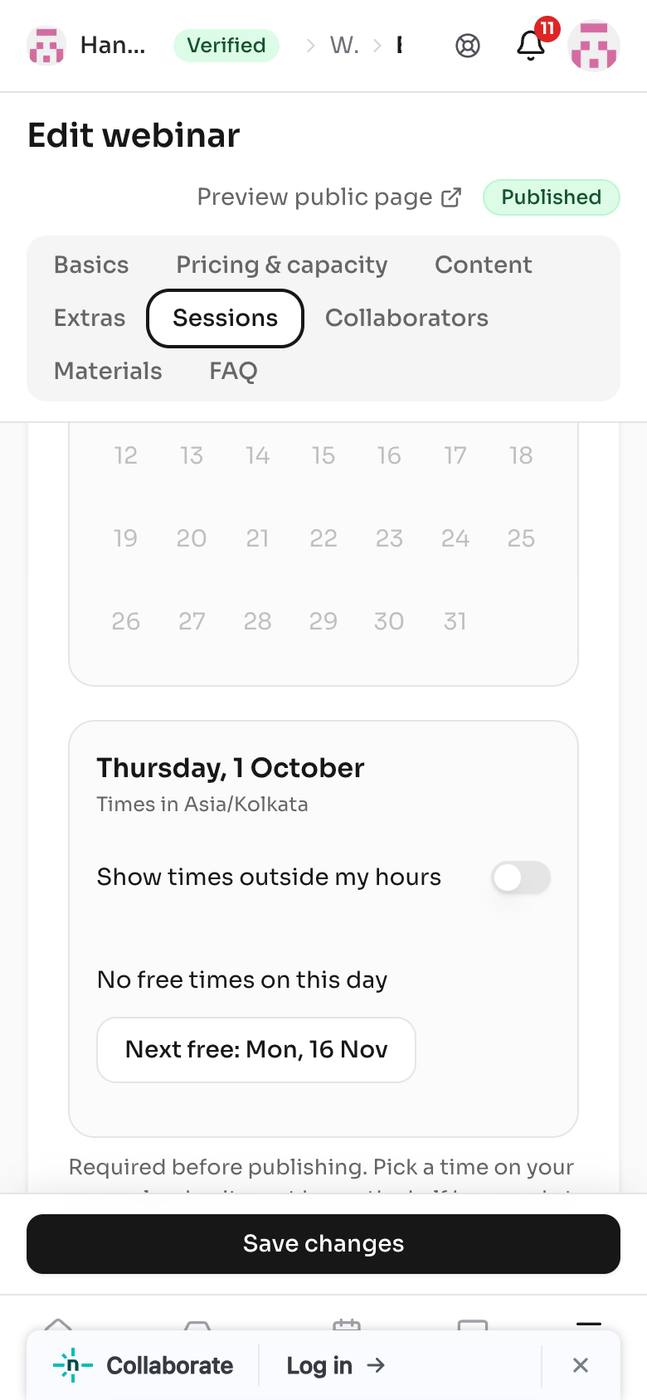 Han... Verified W. 11
Edit webinar
Preview public page Published
Basics Pricing & capacity Content
Extras Sessions Collaborators
Materials FAQ
12 13 14 15 16 17 18
19 20 21 22 23 24 25
26 27 28 29 30 31
Thursday, 1 October
Times in Asia/Kolkata
Show times outside my hours
No free times on this day
Next free: Mon, 16 Nov
Required before publishing. Pick a time on your
Save changes
n Collaborate Log in →